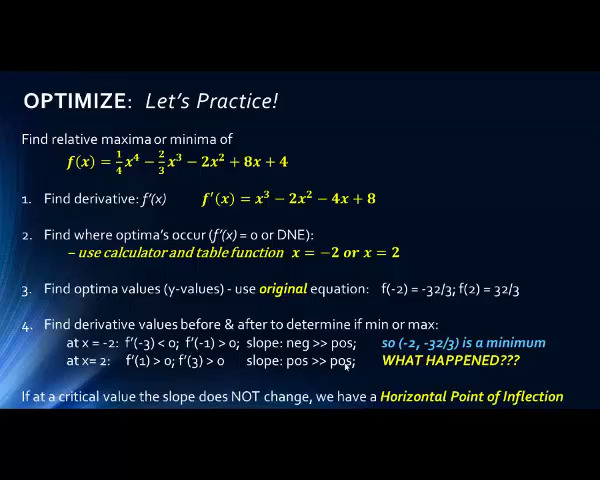 OPTIMIZE: Let's Practice!
Find relative maxima or minima of
f(x) = 1/4 x⁴ − 2/3 x³ − 2x² + 8x + 4
1. Find derivative: f'(x) f'(x) = x³ − 2x² − 4x + 8
2. Find where optima's occur (f'(x) = 0 or DNE):
– use calculator and table function x = −2 or x = 2
3. Find optima values (y-values) - use original equation: f(-2) = -32/3; f(2) = 32/3
4. Find derivative values before & after to determine if min or max:
at x = -2: f'(-3) < 0; f'(-1) > 0; slope: neg >> pos; so (-2, -32/3) is a minimum
at x= 2: f'(1) > 0; f'(3) > 0 slope: pos >> pos; WHAT HAPPENED???
If at a critical value the slope does NOT change, we have a Horizontal Point of Inflection